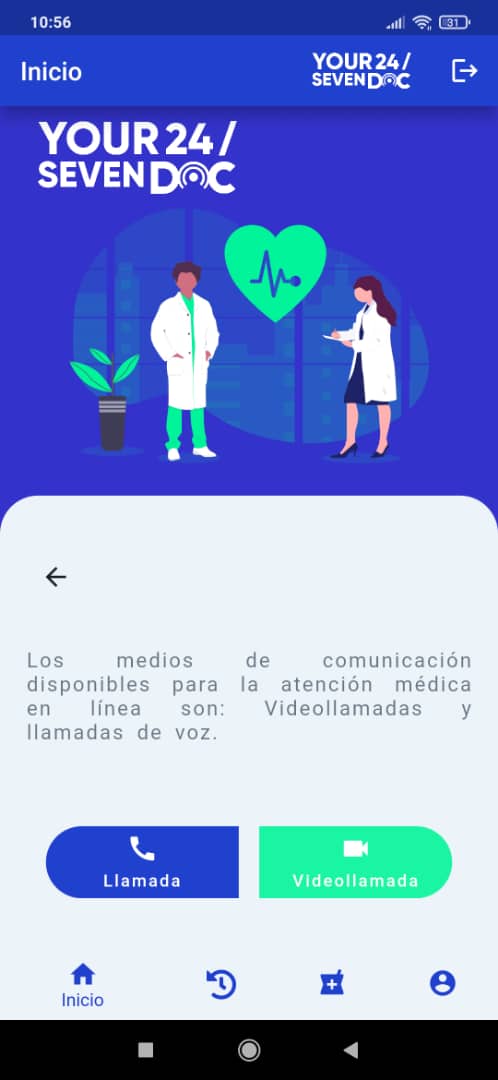 10:56
31
Inicio
YOUR 24/
SEVEN DOC
YOUR 24/
SEVEN DOC
Los medios de comunicación
disponibles para la atención médica
en línea son: Videollamadas y
llamadas de voz.
Llamada
Videollamada
Inicio